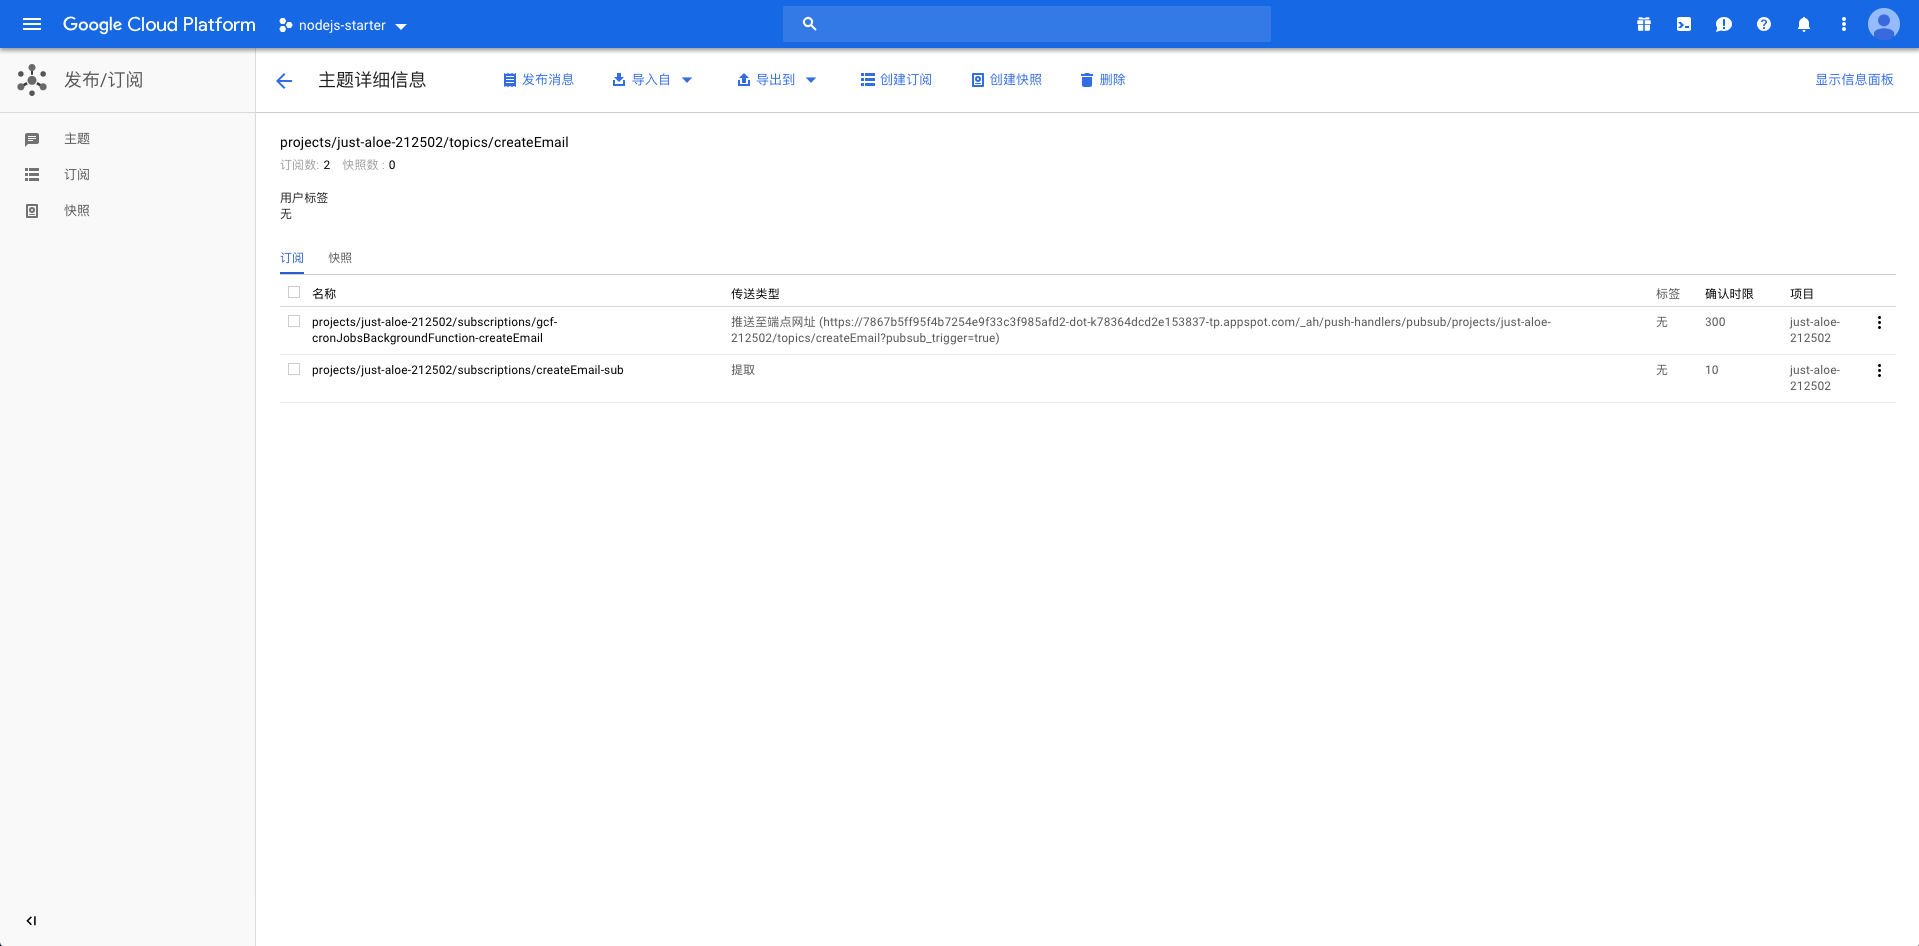 Google Cloud Platform
nodejs-starter
发布/订阅
主题详细信息
发布消息
导入自
导出到
创建订阅
创建快照
删除
显示信息面板
主题
订阅
快照
projects/just-aloe-212502/topics/createEmail
订阅数: 2 快照数 : 0
用户标签
无
订阅 快照
名称 传送类型 标签 确认时限 项目
projects/just-aloe-212502/subscriptions/gcf- 推送至端点网址 (https://7867b5ff95f4b7254e9f33c3f985afd2-dot-k78364dcd2e153837-tp.appspot.com/_ah/push-handlers/pubsub/projects/just-aloe- 无 300 just-aloe-
cronJobsBackgroundFunction-createEmail 212502/topics/createEmail?pubsub_trigger=true) 212502
projects/just-aloe-212502/subscriptions/createEmail-sub 提取 无 10 just-aloe-
212502